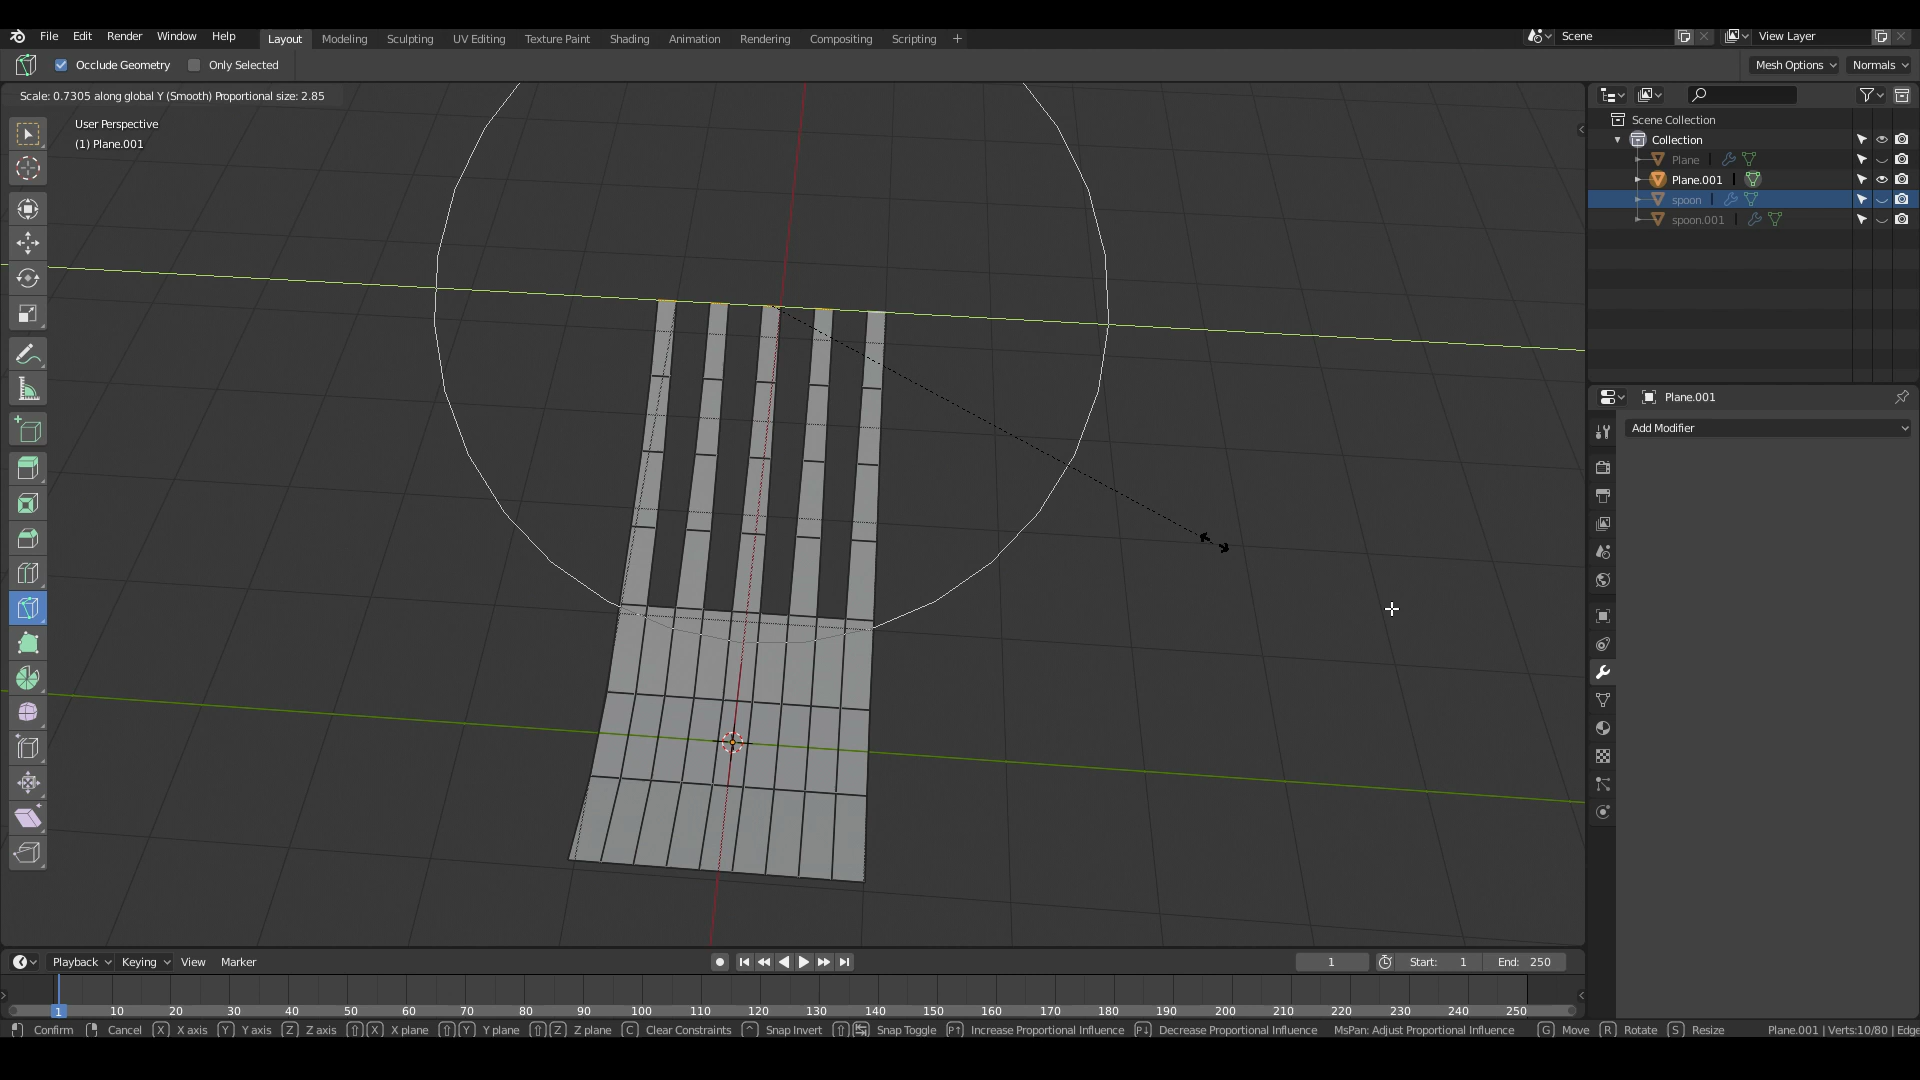 File Edit Render Window Help Layout Modeling Sculpting UV Editing Texture Paint Shading Animation Rendering Compositing Scripting + Scene View Layer
Occlude Geometry Only Selected Mesh Options Normals
Scale: 0.7305 along global Y (Smooth) Proportional size: 2.85
User Perspective
(1) Plane.001
Scene Collection
Collection
Plane
Plane.001
spoon
spoon.001
Plane.001
Add Modifier
Playback Keying View Marker 1 Start: 1 End: 250
1 10 20 30 40 50 60 70 80 90 100 110 120 130 140 150 160 170 180 190 200 210 220 230 240 250
Confirm Cancel X X axis Y Y axis Z Z axis X X plane Y Y plane Z Z plane C Clear Constraints ^ Snap Invert Snap Toggle P↑ Increase Proportional Influence P↓ Decrease Proportional Influence MsPan: Adjust Proportional Influence G Move R Rotate S Resize Plane.001 | Verts:10/80 | Edge